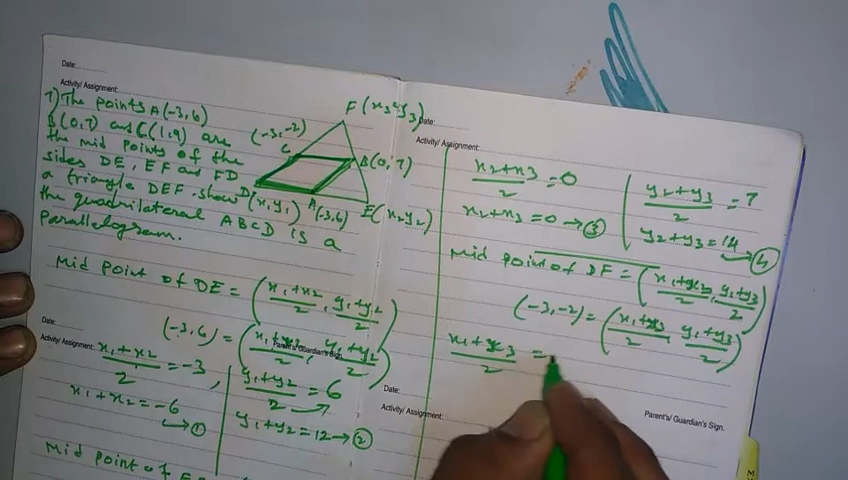 Date:
Activity/ Assignment:
7) The points A(-3,6)
B(0,7) and C(1,9) are
the mid points of the
sides DE, EF and FD
a triangle DEF. show
the quadrilateral ABCD is a
parallelogram.
F(x3, y3)
(-3,-2)
C
B(0,7)
D
(x1, y1)
A(-3,6)
E(x2 y2)
Mid point of DE = (x1+x2/2, y1+y2/2)
(-3,6) = (x1+x2/2, y1+y2/2)
Parent's/ Guardian's Sign.
Date:
Activity/ Assignment:
x1+x2/2 = -3, y1+y2/2 = 6
x1+x2 = -6 → ①
y1+y2 = 12 → ②
Mid point of
Date:
Activity/ Assignment:
x2+x3/2 = 0
y2+y3/2 = 7
x2+x3 = 0 → ③
y2+y3 = 14 → ④
Mid point of DF = (x1+x3/2, y1+y3/2)
(-3,-2) = (x1+x3/2, y1+y3/2)
x1+x3/2 =
Date:
Activity/ Assignment:
Parent's/ Guardian's Sign.